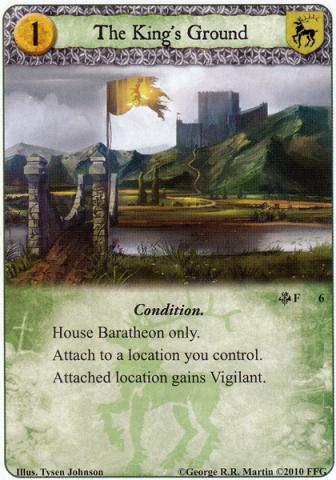 1 The King's Ground
F 6
Condition.
House Baratheon only.
Attach to a location you control.
Attached location gains Vigilant.
Illus. Tysen Johnson ©George R.R. Martin ©2010 FFG